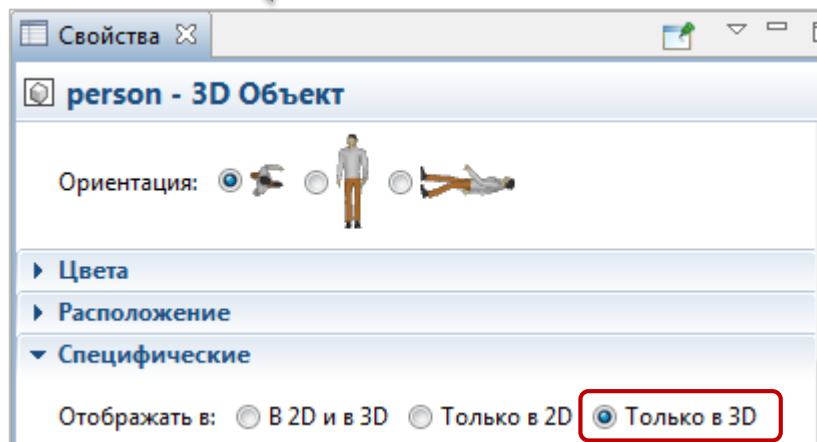 Свойства
person - 3D Объект
Ориентация:
Цвета
Расположение
Специфические
Отображать в: В 2D и в 3D Только в 2D Только в 3D